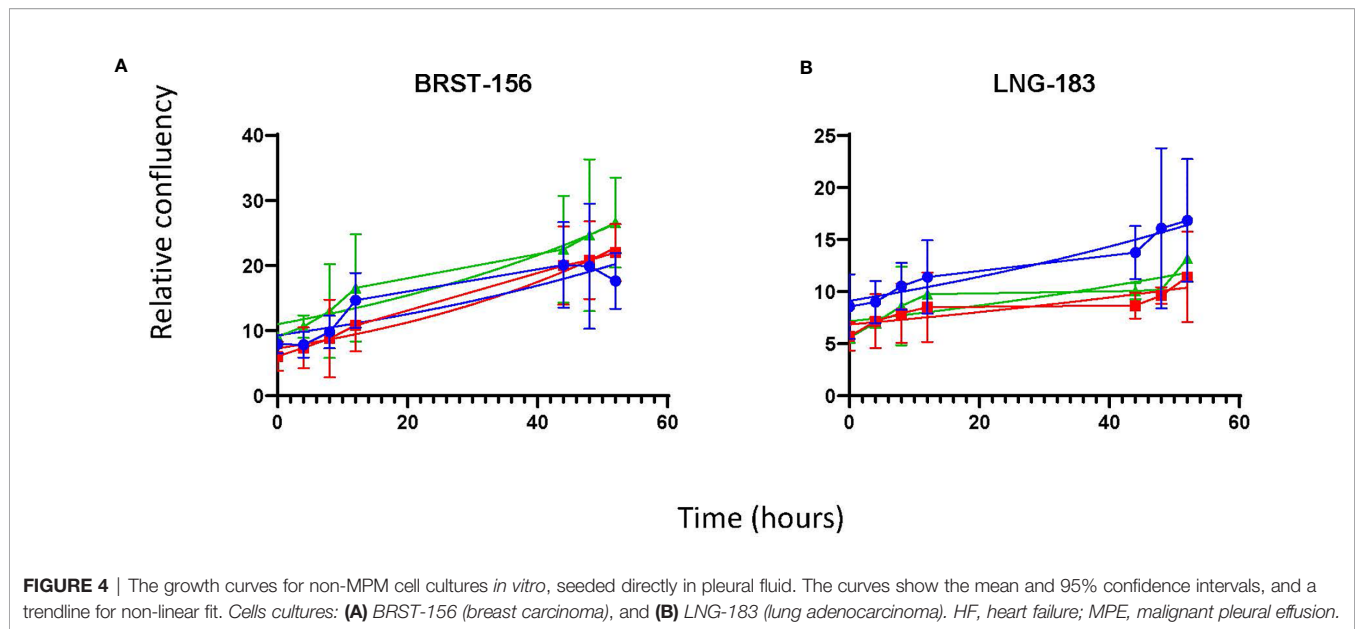 A
BRST-156
B
LNG-183
Relative confluency
40
30
20
10
0
0 20 40 60
25
20
15
10
5
0
0 20 40 60
Time (hours)
FIGURE 4 | The growth curves for non-MPM cell cultures in vitro, seeded directly in pleural fluid. The curves show the mean and 95% confidence intervals, and a
trendline for non-linear fit. Cells cultures: (A) BRST-156 (breast carcinoma), and (B) LNG-183 (lung adenocarcinoma). HF, heart failure; MPE, malignant pleural effusion.